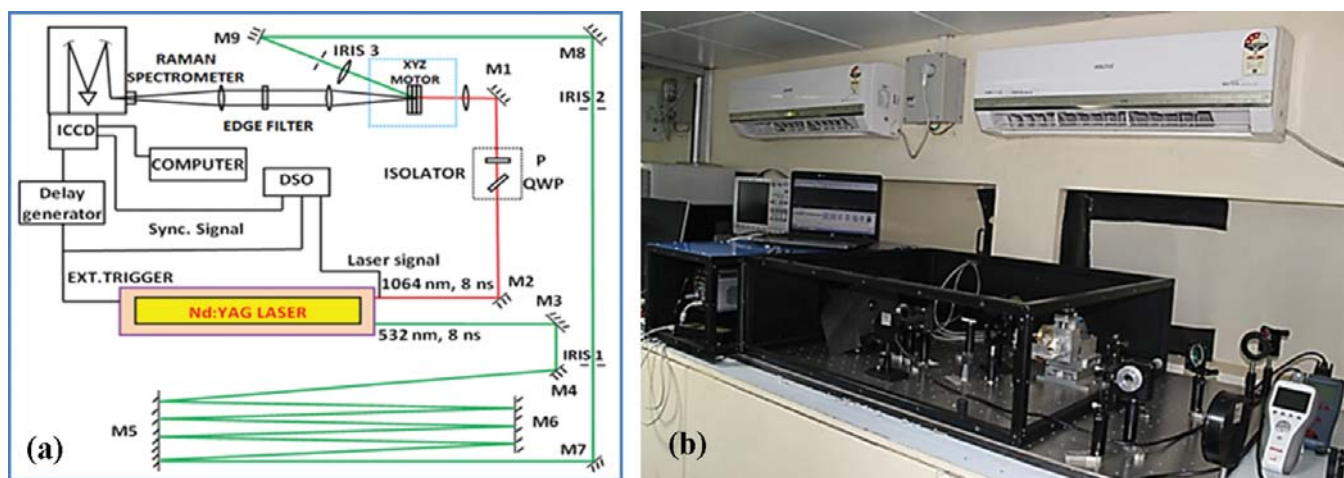 M9
IRIS 3
M8
RAMAN
SPECTROMETER
XYZ
MOTOR
M1
IRIS 2
EDGE FILTER
ICCD
COMPUTER
ISOLATOR
P
QWP
DSO
Delay
generator
Sync. Signal
EXT.TRIGGER
Laser signal
1064 nm, 8 ns
M2
Nd:YAG LASER
M3
532 nm, 8 ns
IRIS 1
M4
M5
M6
M7
(a)
(b)